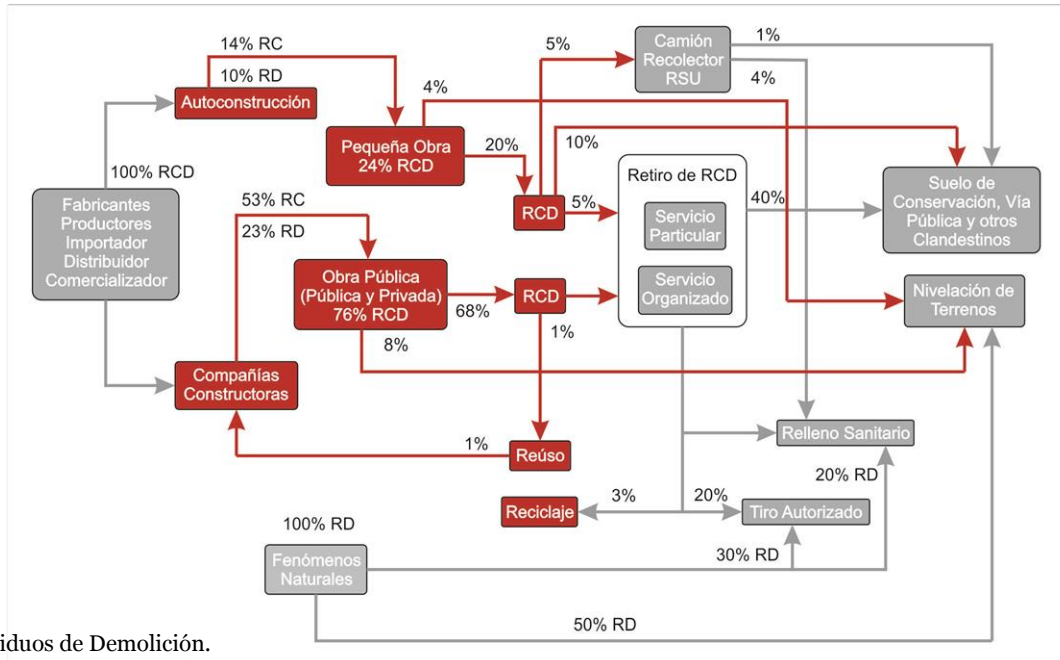 14% RC
10% RD
Autoconstrucción
100% RCD
Fabricantes
Productores
Importador
Distribuidor
Comercializador
53% RC
23% RD
Compañías
Constructoras
4%
Pequeña Obra
24% RCD
20%
RCD
5%
Camión
Recolector
RSU
1%
4%
10%
5%
Retiro de RCD
Servicio
Particular
Servicio
Organizado
40%
Suelo de
Conservación, Vía
Pública y otros
Clandestinos
Obra Pública
(Pública y Privada)
76% RCD
68%
8%
RCD
1%
Nivelación de
Terrenos
1%
Reúso
Relleno Sanitario
20% RD
Reciclaje
3%
20%
Tiro Autorizado
30% RD
100% RD
Fenómenos
Naturales
50% RD
iduos de Demolición.